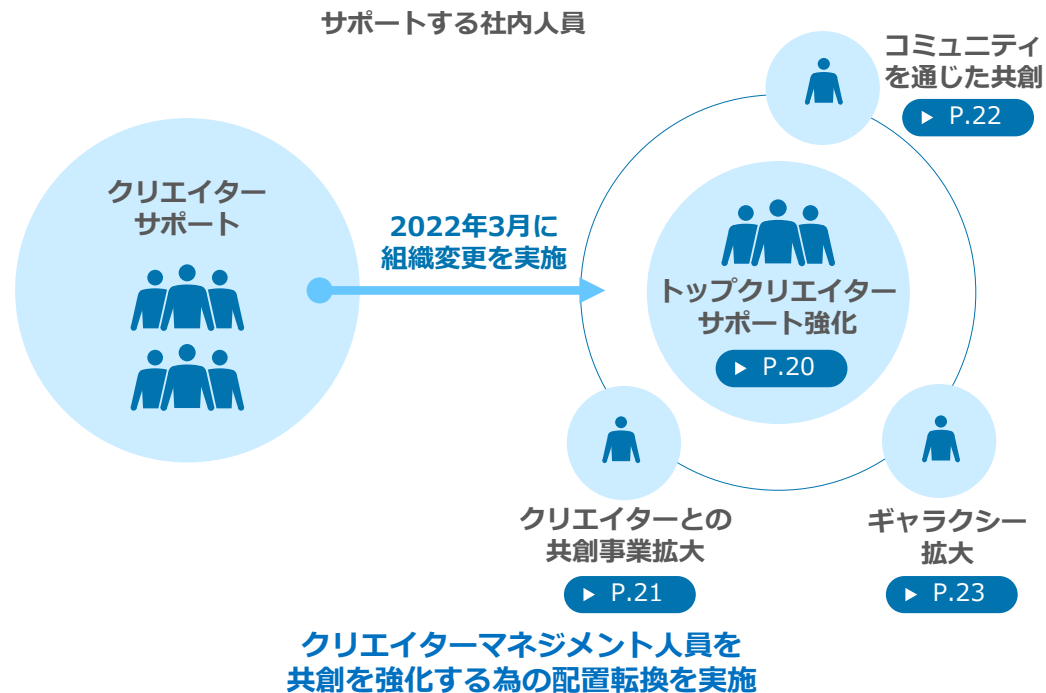 サポートする社内人員
クリエイター
サポート
2022年3月に
組織変更を実施
コミュニティ
を通じた共創
▶ P.22
トップクリエイター
サポート強化
▶ P.20
クリエイターとの
共創事業拡大
▶ P.21
ギャラクシー
拡大
▶ P.23
クリエイターマネジメント人員を
共創を強化する為の配置転換を実施